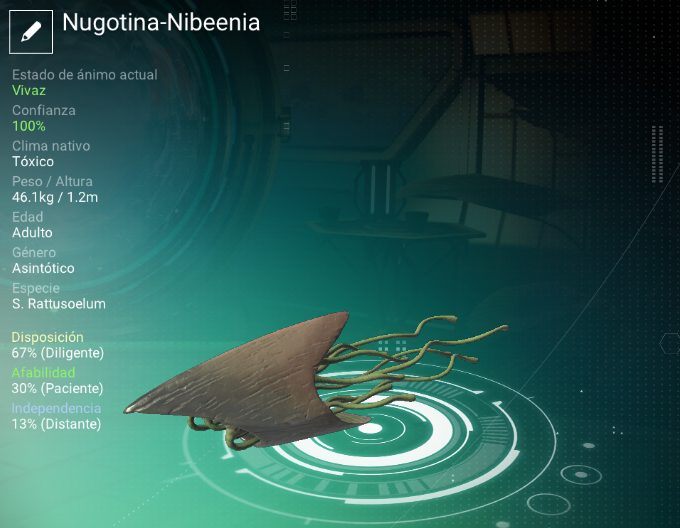 Nugotina-Nibeenia
Estado de ánimo actual
Vivaz
Confianza
100%
Clima nativo
Tóxico
Peso / Altura
46.1kg / 1.2m
Edad
Adulto
Género
Asintótico
Especie
S. Rattusoelum
Disposición
67% (Diligente)
Afabilidad
30% (Paciente)
Independencia
13% (Distante)